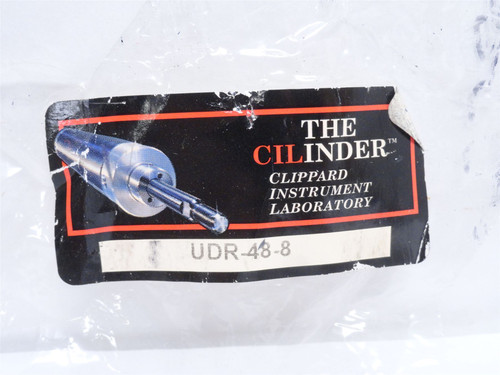 THE
CILINDER™
CLIPPARD
INSTRUMENT
LABORATORY
UDR-48-8